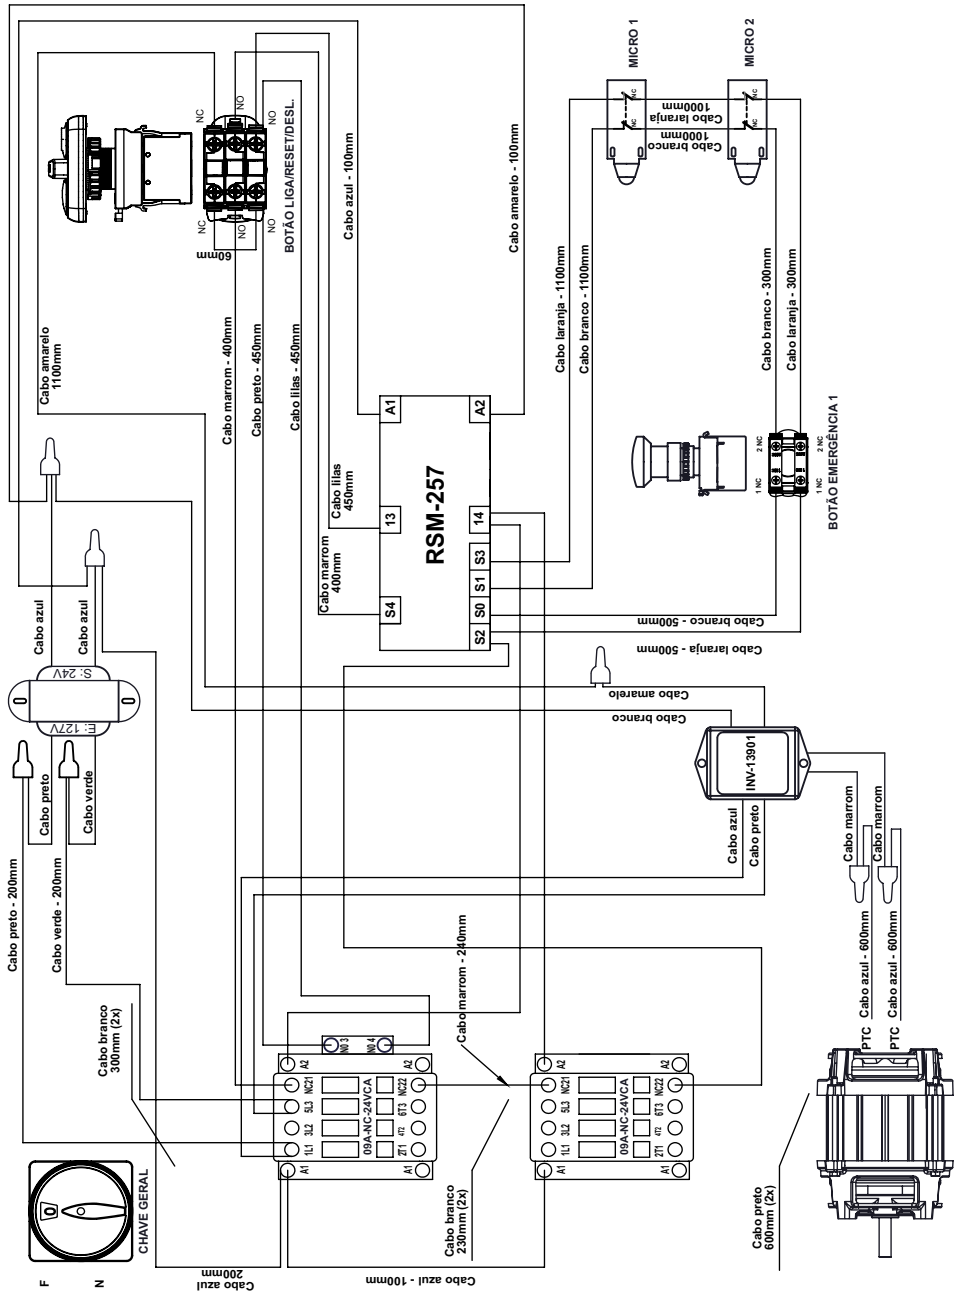 F
N
CHAVE GERAL
Cabo preto - 200mm
Cabo verde - 200mm
Cabo preto
Cabo verde
E: 127V
S: 24V
Cabo azul
Cabo azul
Cabo amarelo
1100mm
NC
NO
NO
NC
NO
NO
60mm
BOTÃO LIGA/RESET/DESL.
Cabo marrom - 400mm
Cabo preto - 450mm
Cabo lilas - 450mm
Cabo azul - 100mm
Cabo amarelo - 100mm
Cabo marrom
400mm
Cabo lilas
450mm
RSM-257
A1
A2
13
14
S4
S3
S1
S0
S2
MICRO 1
MICRO 2
NC
NC
NC
NC
Cabo laranja
1000mm
Cabo branco
1000mm
Cabo laranja - 1100mm
Cabo branco - 1100mm
Cabo branco - 300mm
Cabo laranja - 300mm
BOTÃO EMERGÊNCIA 1
1 NC
2 NC
1 NC
2 NC
Cabo branco - 500mm
Cabo laranja - 500mm
Cabo amarelo
Cabo branco
INV-13901
Cabo azul
Cabo preto
Cabo marrom
Cabo marrom
PTC
Cabo azul - 600mm
PTC
Cabo azul - 600mm
Cabo preto
600mm (2x)
Cabo branco
300mm (2x)
Cabo marrom - 240mm
Cabo branco
230mm (2x)
Cabo azul
200mm
Cabo azul - 100mm
A1
1L1
3L2
5L3
NC21
A2
09A-NC-24VCA
A1
2T1
4T2
6T3
NC22
A2
N0 3
N0 4
A1
1L1
3L2
5L3
NC21
A2
09A-NC-24VCA
A1
2T1
4T2
6T3
NC22
A2